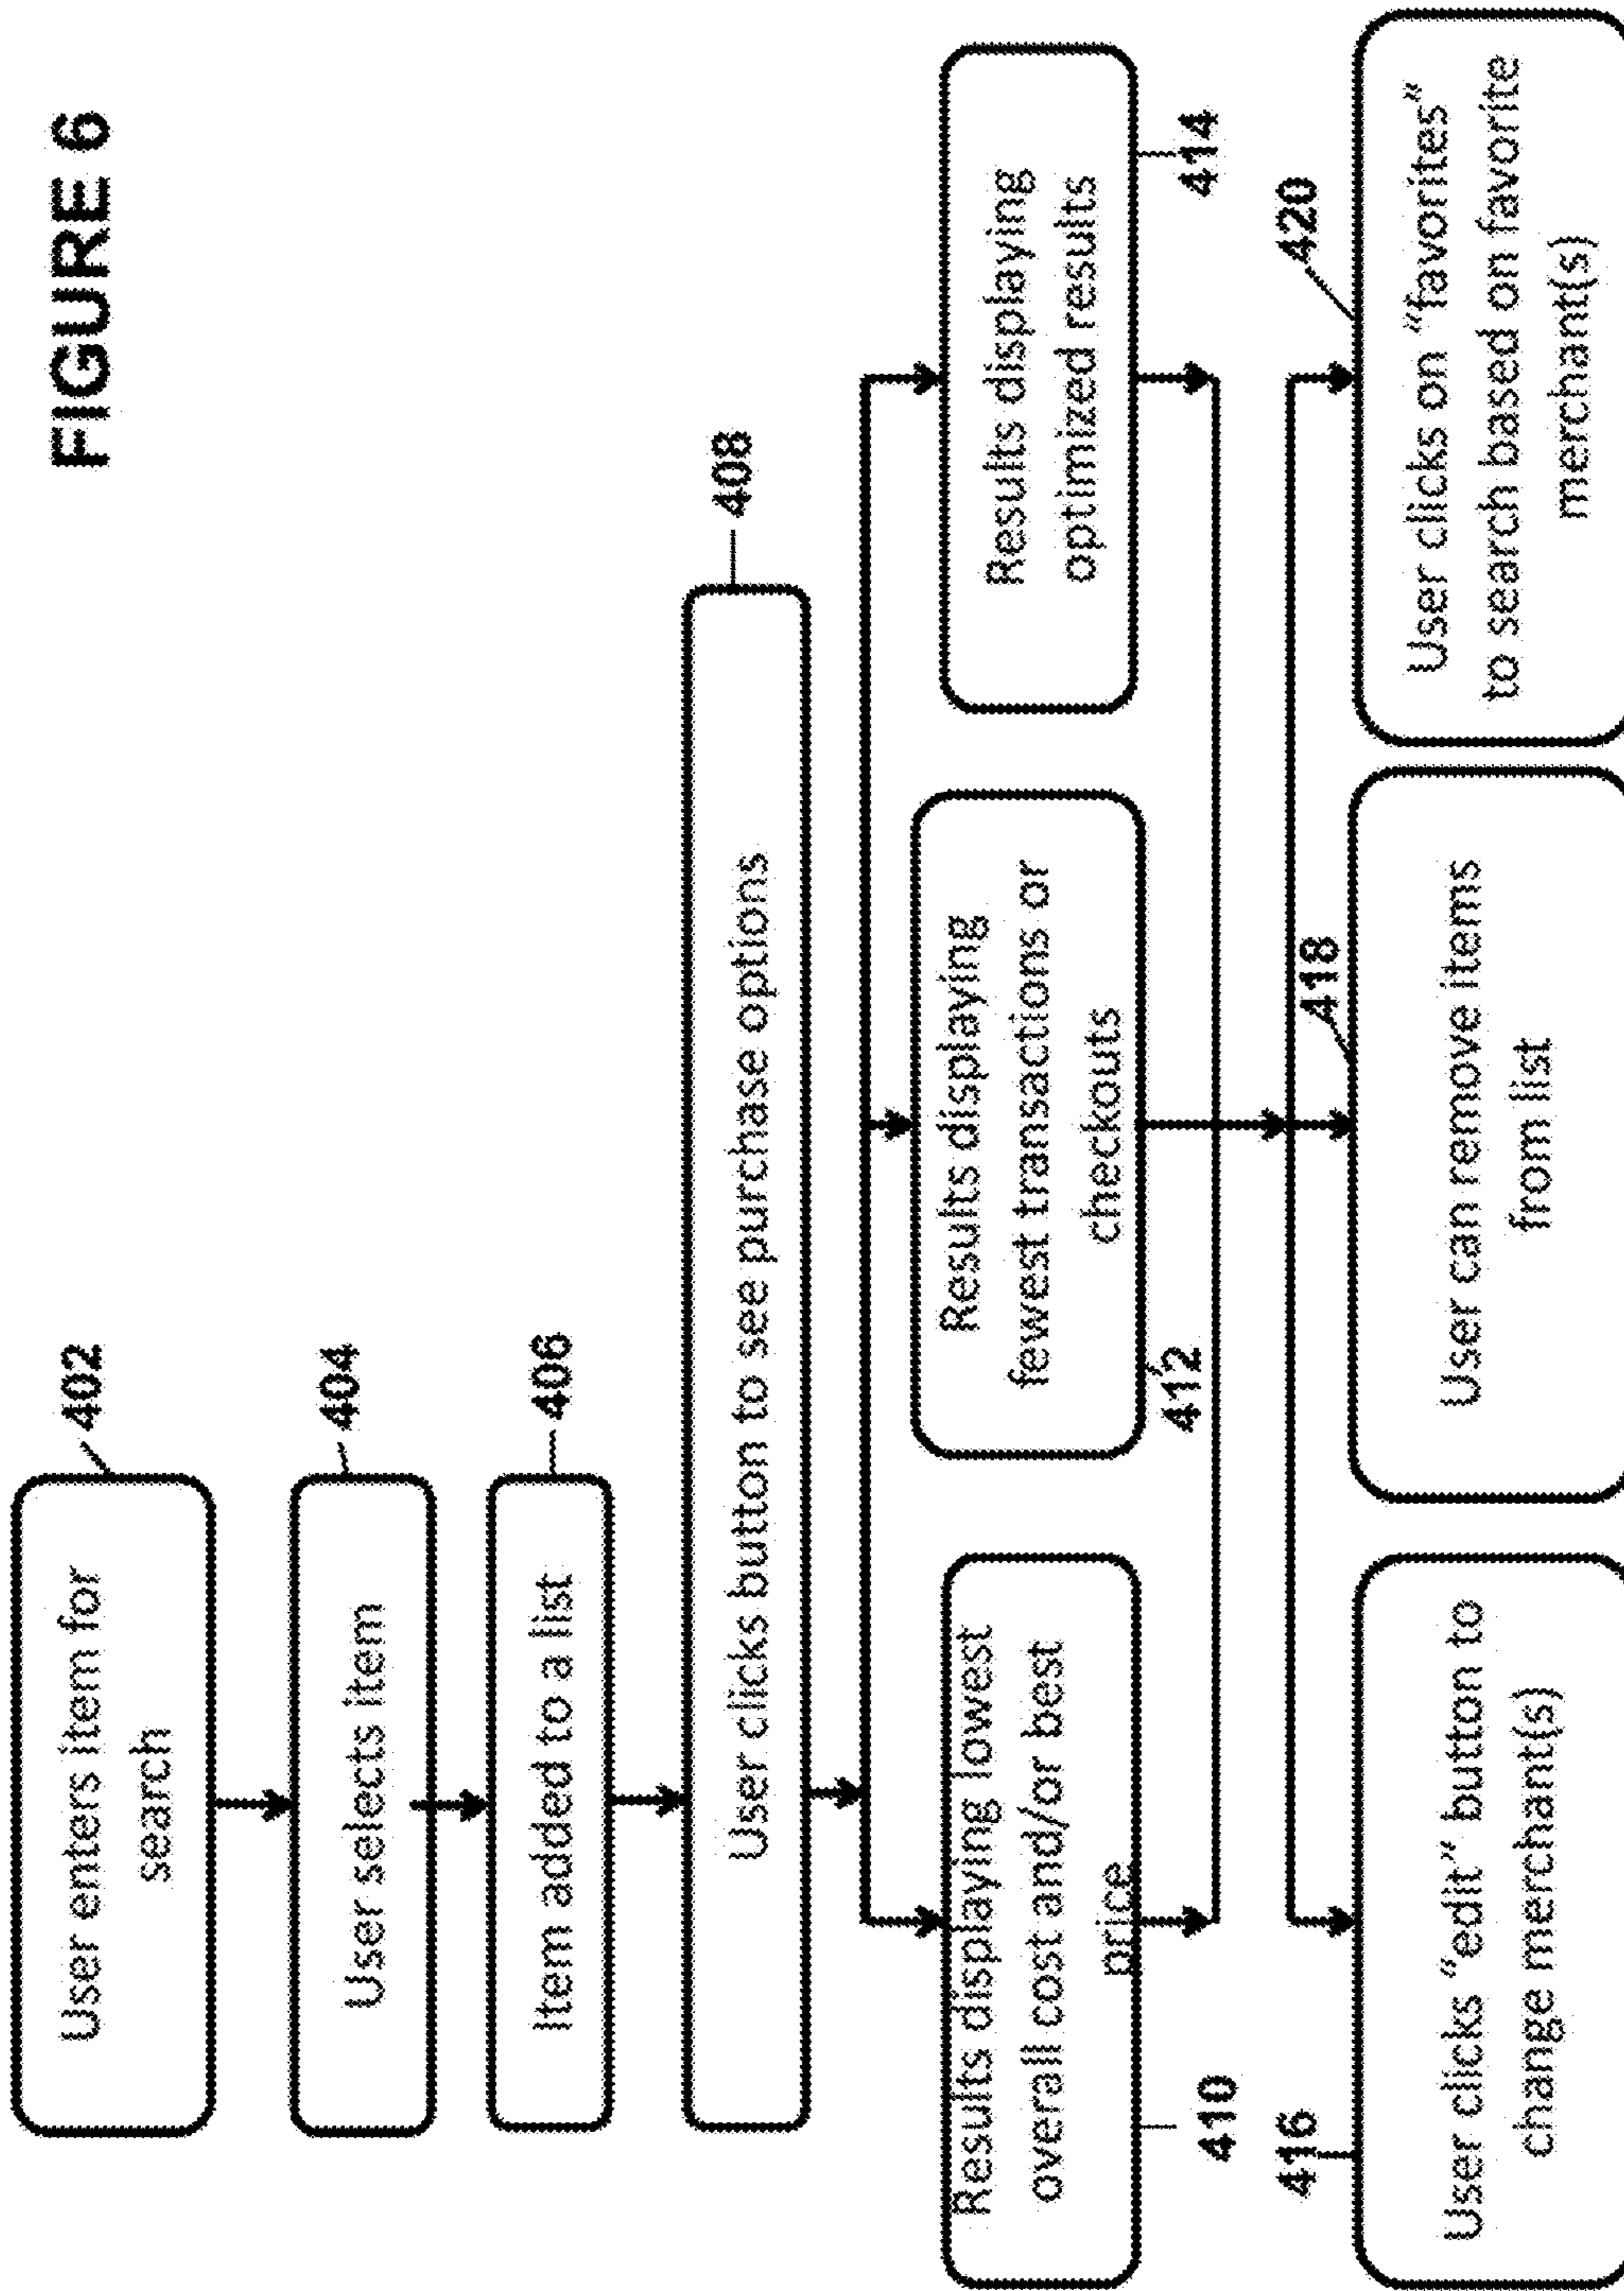 FIGURE 6
User enters item for
search
402
User selects item
404
Item added to a list
406
User clicks button to see purchase options
408
Results displaying lowest
overall cost and/or best
price
410
Results displaying
fewest transactions or
checkouts
412
Results displaying
optimized results
414
User clicks "edit" button to
change merchant(s)
416
User can remove items
from list
418
User clicks on "favorites"
to search based on favorite
merchant(s)
420